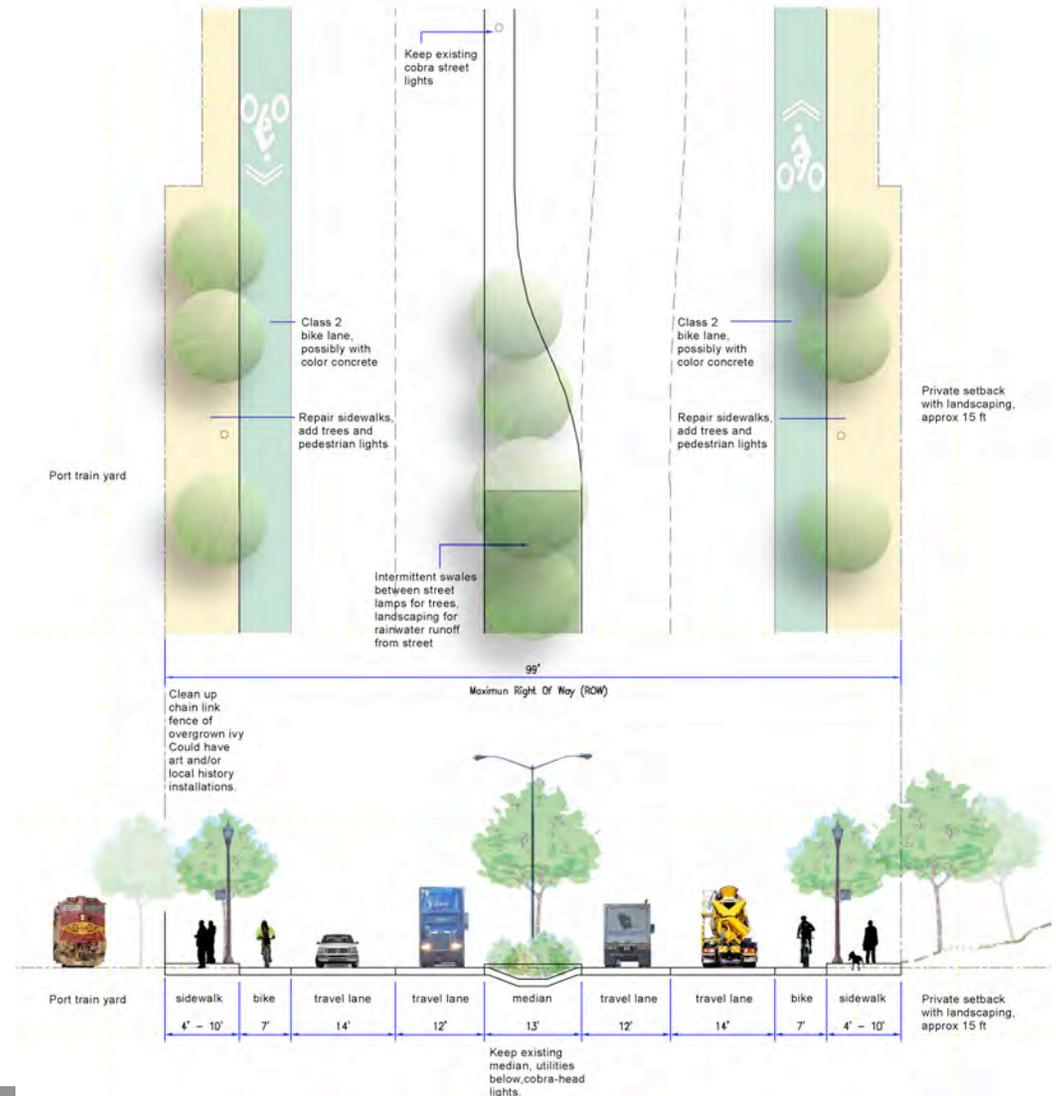 Keep existing
cobra street
lights
Class 2
bike lane,
possibly with
color concrete
Class 2
bike lane,
possibly with
color concrete
Private setback
with landscaping,
approx 15 ft
Repair sidewalks,
add trees and
pedestrian lights
Repair sidewalks,
add trees and
pedestrian lights
Port train yard
Intermittent swales
between street
lamps for trees,
landscaping for
rainwater runoff
from street
99'
Maximun Right Of Way (ROW)
Clean up
chain link
fence of
overgrown ivy
Could have
art and/or
local history
installations.
Port train yard
sidewalk
bike
travel lane
travel lane
median
travel lane
travel lane
bike
sidewalk
Private setback
with landscaping,
approx 15 ft
4' - 10'
7'
14'
12'
13'
12'
14'
7'
4' - 10'
Keep existing
median, utilities
below,cobra-head
lights.